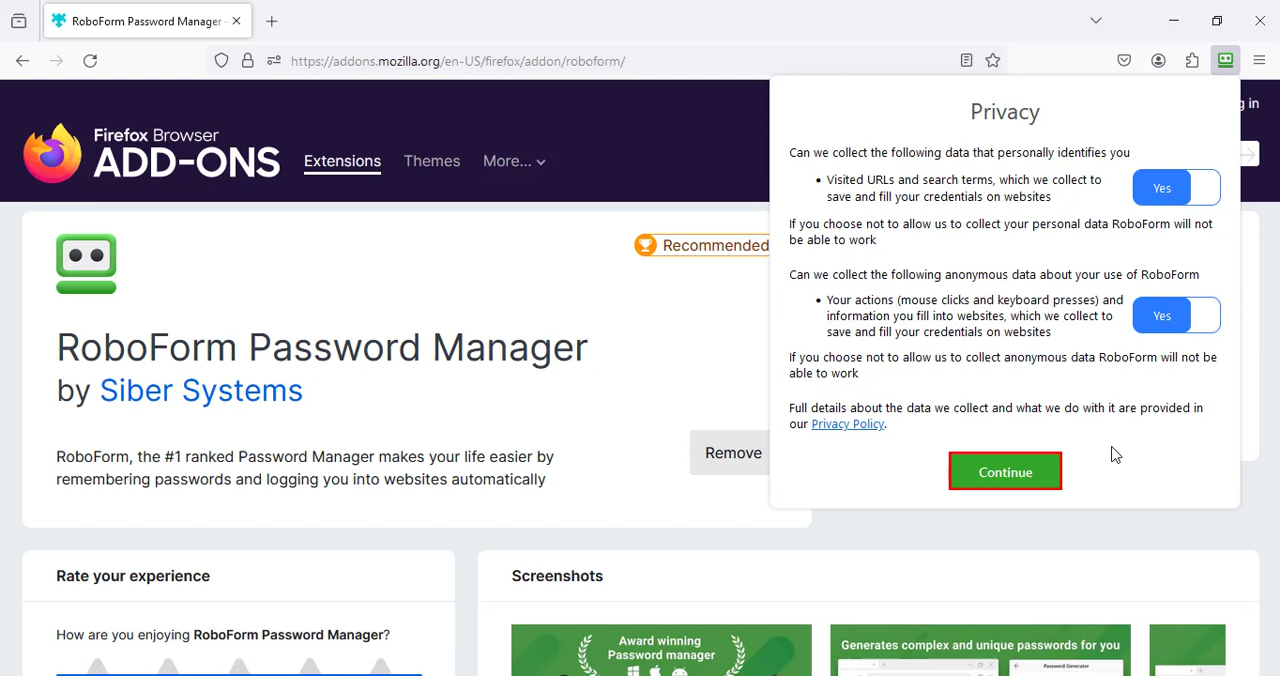 RoboForm Password Manager –
https://addons.mozilla.org/en-US/firefox/addon/roboform/
Firefox Browser
ADD-ONS
Extensions
Themes
More...
g in
Recommended
RoboForm Password Manager
by Siber Systems
RoboForm, the #1 ranked Password Manager makes your life easier by
remembering passwords and logging you into websites automatically
Remove
Privacy
Can we collect the following data that personally identifies you
• Visited URLs and search terms, which we collect to
save and fill your credentials on websites
Yes
If you choose not to allow us to collect your personal data RoboForm will not
be able to work
Can we collect the following anonymous data about your use of RoboForm
• Your actions (mouse clicks and keyboard presses) and
information you fill into websites, which we collect to
save and fill your credentials on websites
Yes
If you choose not to allow us to collect anonymous data RoboForm will not be
able to work
Full details about the data we collect and what we do with it are provided in
our Privacy Policy.
Continue
Rate your experience
How are you enjoying RoboForm Password Manager?
Screenshots
Award winning
Password manager
Generates complex and unique passwords for you
Password Generator